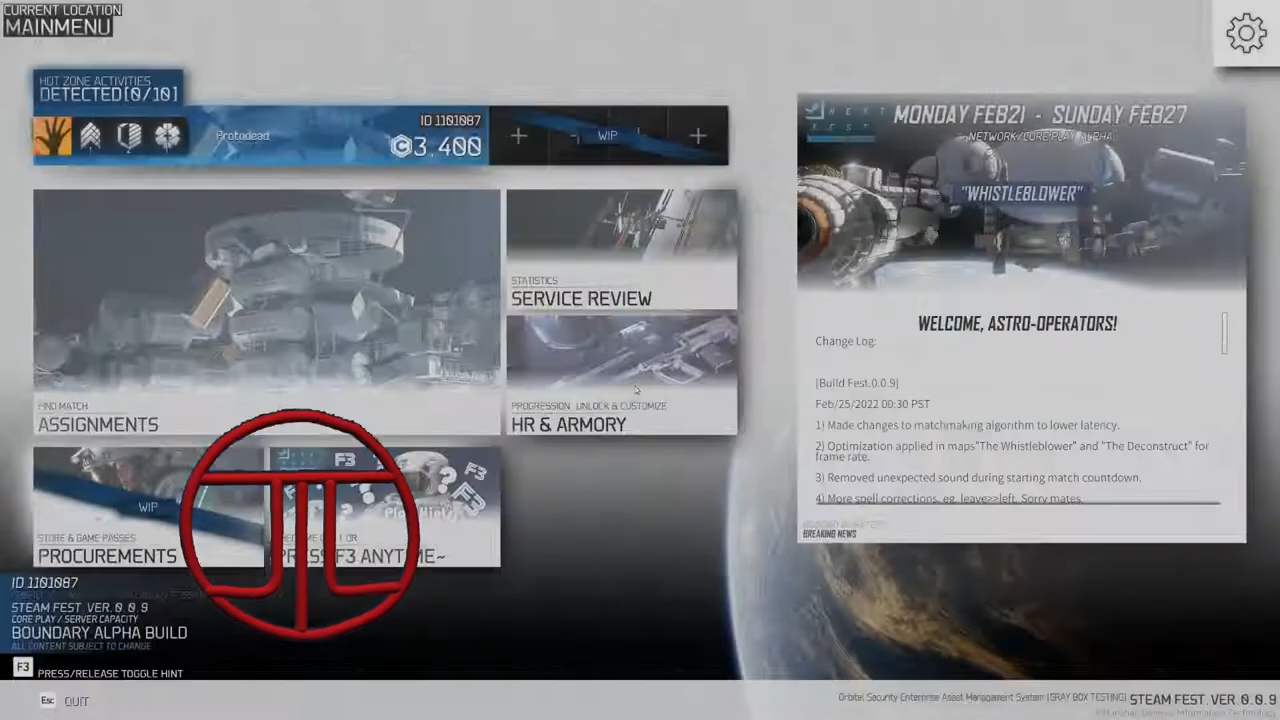 CURRENT LOCATION
MAINMENU
HOT ZONE ACTIVITIES
DETECTED[0/10]
Protodead
ID 1101087
3,400
WIP
STATISTICS
SERVICE REVIEW
FIND MATCH
ASSIGNMENTS
PROGRESSION UNLOCK & CUSTOMIZE
HR & ARMORY
WIP
STORE & GAME PASSES
PROCUREMENTS
F3
F3
F3
PRESS F3 ANYTIME~
MONDAY FEB21 - SUNDAY FEB27
NETWORK/CORE PLAY ALPHA
"WHISTLEBLOWER"
WELCOME, ASTRO-OPERATORS!
Change Log:
[Build Fest.0.0.9]
Feb/25/2022 00:30 PST
1) Made changes to matchmaking algorithm to lower latency.
2) Optimization applied in maps"The Whistleblower" and "The Deconstruct" for
frame rate.
3) Removed unexpected sound during starting match countdown.
4) More spell corrections, eg. leave>>left. Sorry mates.
BREAKING NEWS
ID 1101087
STEAM FEST. VER.0.0.9
CORE PLAY / SERVER CAPACITY
BOUNDARY ALPHA BUILD
ALL CONTENT SUBJECT TO CHANGE
F3 PRESS/RELEASE TOGGLE HINT
Esc QUIT
Orbital Security Enterprise Asset Management System (GRAY BOX TESTING) STEAM FEST. VER.0.0.9